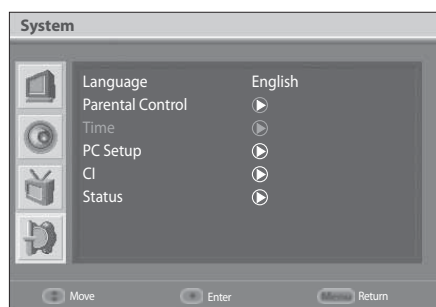 System
Language English
Parental Control
Time
PC Setup
CI
Status
Move Enter Menu Return